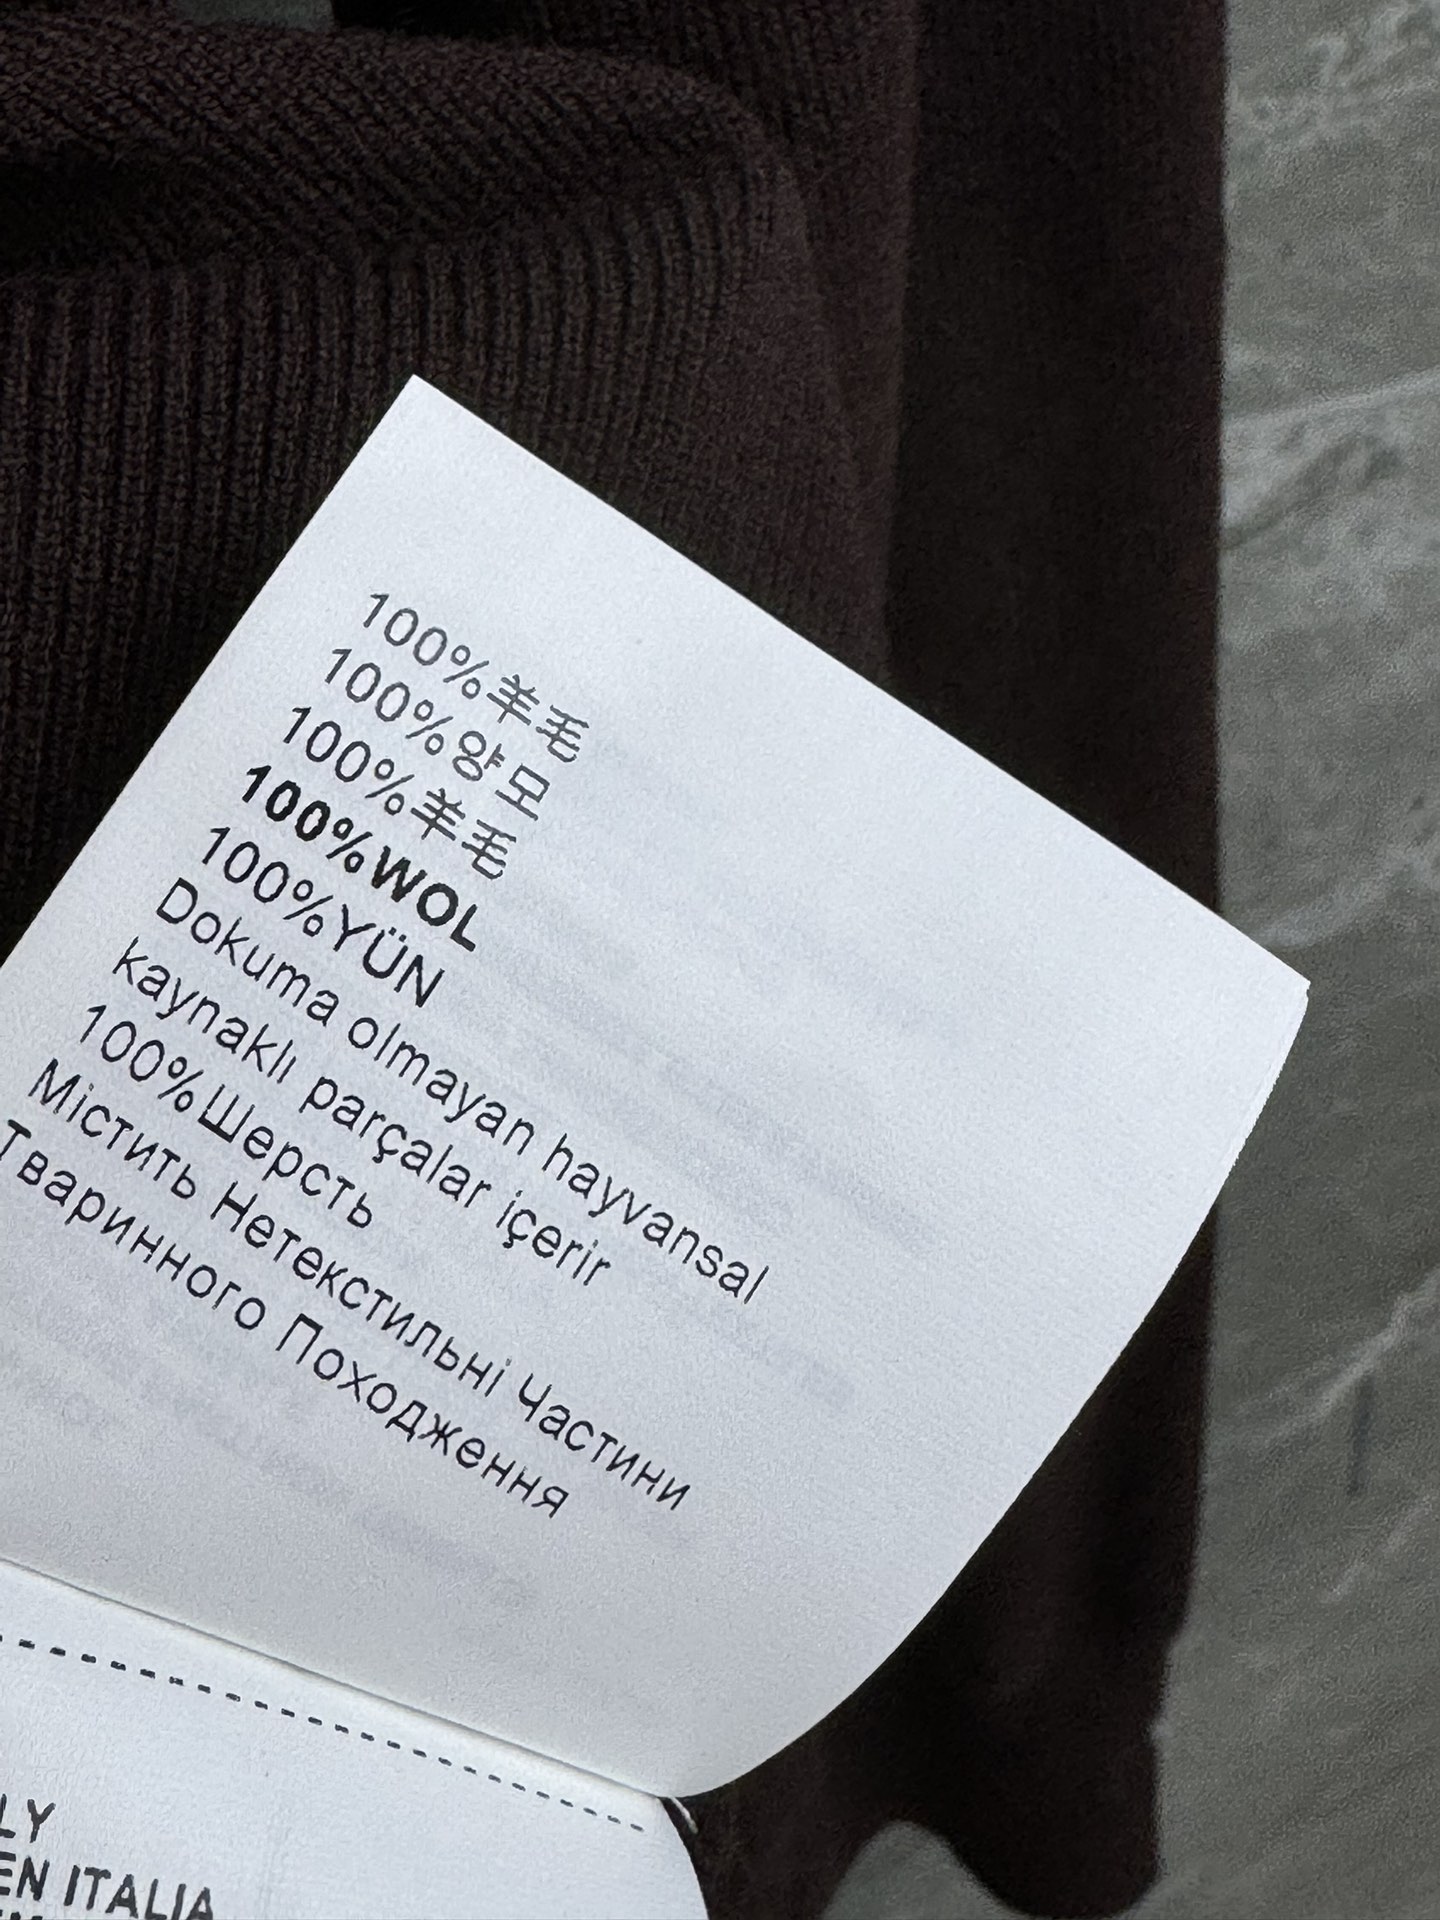 100%羊毛
100%양모
100%羊毛
100%WOL
100%YÜN
Dokuma olmayan hayvansal
kaynaklı parçalar içerir
100%Шерсть
Містить Нетекстильні Частини
Тваринного Походження
LY
EN ITALIA